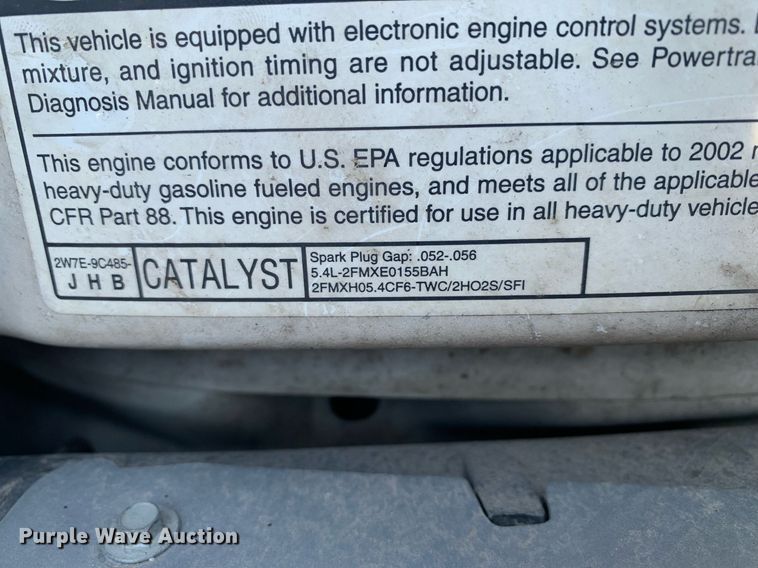 This vehicle is equipped with electronic engine control systems.
mixture, and ignition timing are not adjustable. See Powertra
Diagnosis Manual for additional information.
This engine conforms to U.S. EPA regulations applicable to 2002
heavy-duty gasoline fueled engines, and meets all of the applicable
CFR Part 88. This engine is certified for use in all heavy-duty vehicle
2W7E-9C485-
J H B
CATALYST
Spark Plug Gap: .052-.056
5.4L-2FMXE0155BAH
2FMXH05.4CF6-TWC/2HO2S/SFI
Purple Wave Auction